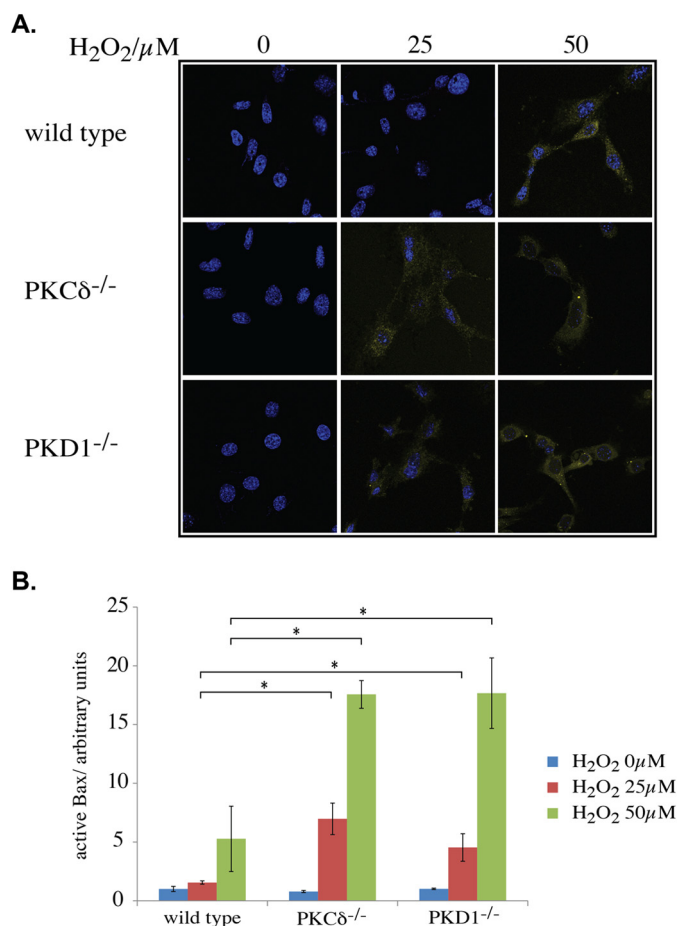 A.
H₂O₂/µM 0 25 50
wild type
PKCδ⁻/⁻
PKD1⁻/⁻
B.
active Bax/ arbitrary units
25
20
15
10
5
0
*
*
*
*
H₂O₂ 0µM
H₂O₂ 25µM
H₂O₂ 50µM
wild type PKCδ⁻/⁻ PKD1⁻/⁻